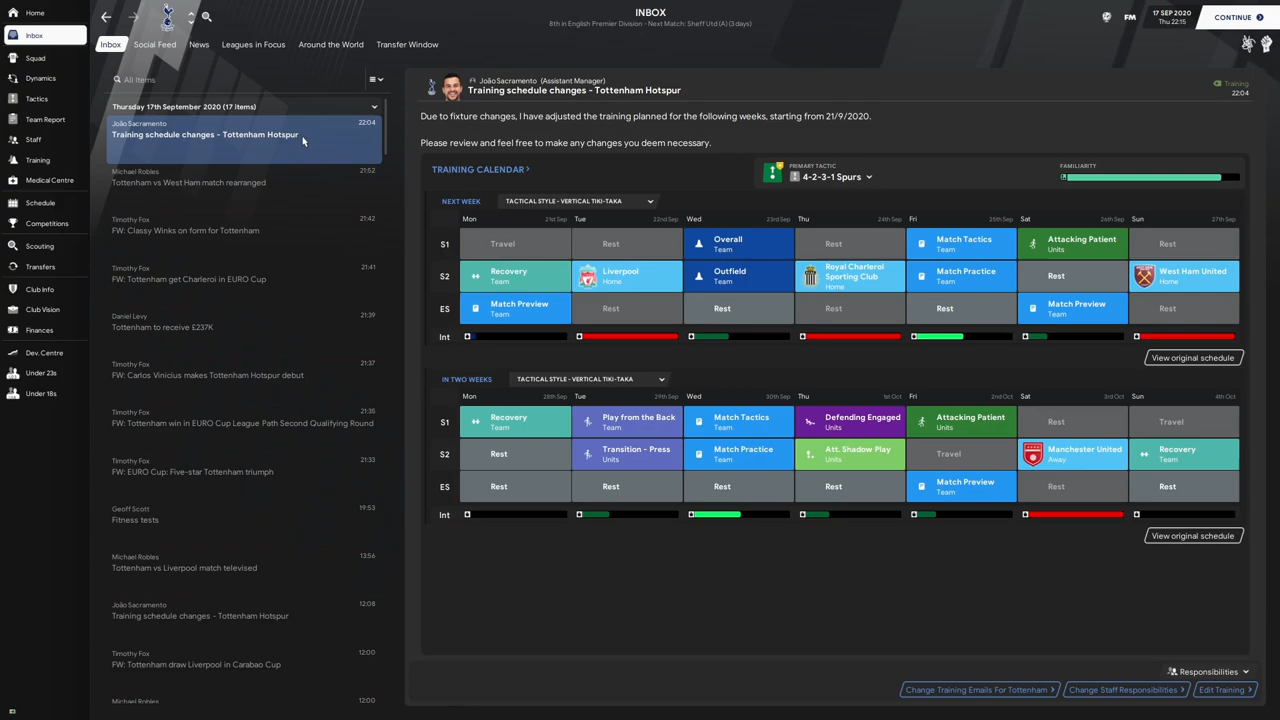 INBOX
8th in English Premier Division - Next Match: Sheff Utd (A) (3 days)
FM
17 SEP 2020
Thu 22:15
CONTINUE
Home
Inbox
Squad
Dynamics
Tactics
Team Report
Staff
Training
Medical Centre
Schedule
Competitions
Scouting
Transfers
Club Info
Club Vision
Finances
Dev. Centre
Under 23s
Under 18s
Inbox
Social Feed
News
Leagues in Focus
Around the World
Transfer Window
All Items
Thursday 17th September 2020 (17 items)
João Sacramento 22:04
Training schedule changes - Tottenham Hotspur
Michael Robles 21:52
Tottenham vs West Ham match rearranged
Timothy Fox 21:42
FW: Classy Winks on form for Tottenham
Timothy Fox 21:41
FW: Tottenham get Charleroi in EURO Cup
Daniel Levy 21:39
Tottenham to receive £237K
Timothy Fox 21:37
FW: Carlos Vinicius makes Tottenham Hotspur debut
Timothy Fox 21:35
FW: Tottenham win in EURO Cup League Path Second Qualifying Round
Timothy Fox 21:33
FW: EURO Cup: Five-star Tottenham triumph
Geoff Scott 19:53
Fitness tests
Michael Robles 13:56
Tottenham vs Liverpool match televised
João Sacramento 12:08
Training schedule changes - Tottenham Hotspur
Timothy Fox 12:00
FW: Tottenham draw Liverpool in Carabao Cup
Michael Robles 12:00
João Sacramento (Assistant Manager)
Training schedule changes - Tottenham Hotspur
Training
22:04
Due to fixture changes, I have adjusted the training planned for the following weeks, starting from 21/9/2020.
Please review and feel free to make any changes you deem necessary.
TRAINING CALENDAR
PRIMARY TACTIC
4-2-3-1 Spurs
FAMILIARITY
NEXT WEEK TACTICAL STYLE - VERTICAL TIKI-TAKA
Mon 21st Sep Tue 22nd Sep Wed 23rd Sep Thu 24th Sep Fri 25th Sep Sat 26th Sep Sun 27th Sep
S1 Travel Rest Overall Team Rest Match Tactics Team Attacking Patient Units Rest
S2 Recovery Team Liverpool Home Outfield Team Royal Charleroi Sporting Club Home Match Practice Team Rest West Ham United Home
ES Match Preview Team Rest Rest Rest Rest Match Preview Team Rest
Int
View original schedule
IN TWO WEEKS TACTICAL STYLE - VERTICAL TIKI-TAKA
Mon 28th Sep Tue 29th Sep Wed 30th Sep Thu 1st Oct Fri 2nd Oct Sat 3rd Oct Sun 4th Oct
S1 Recovery Team Play from the Back Units Match Tactics Team Defending Engaged Units Attacking Patient Units Rest Travel
S2 Rest Transition - Press Units Match Practice Team Att. Shadow Play Units Travel Manchester United Away Recovery Team
ES Rest Rest Rest Rest Match Preview Team Rest Rest
Int
View original schedule
Responsibilities
Change Training Emails For Tottenham
Change Staff Responsibilities
Edit Training